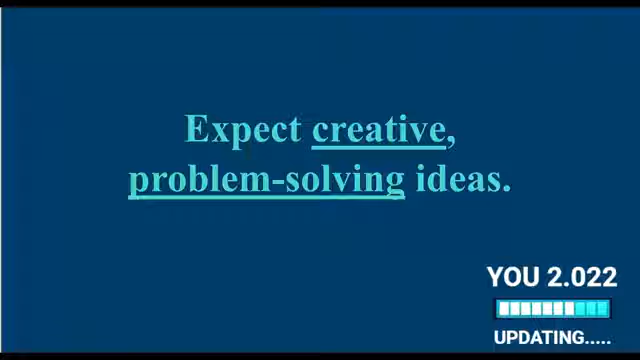 Expect creative,
problem-solving ideas.
YOU 2.022
UPDATING.....